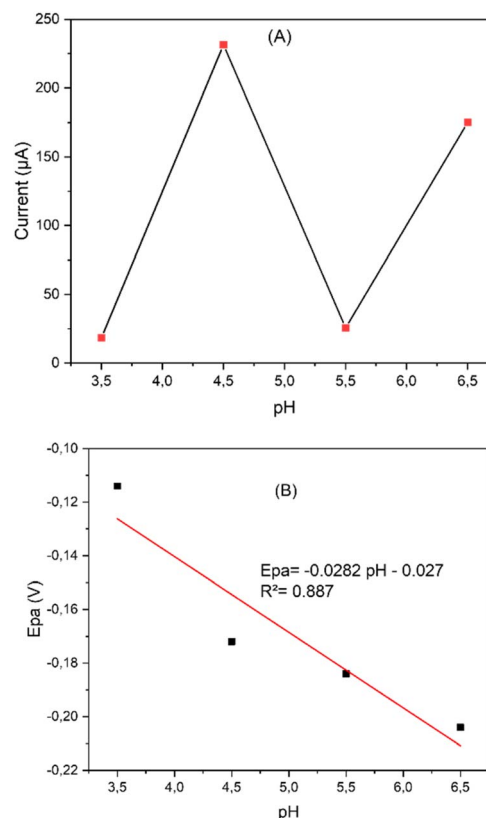 (A)
250
200
150
100
50
0
Current (µA)
3,5 4,0 4,5 5,0 5,5 6,0 6,5
pH
(B)
-0,10
-0,12
-0,14
-0,16
-0,18
-0,20
-0,22
Epa (V)
Epa= -0.0282 pH - 0.027
R²= 0.887
3,5 4,0 4,5 5,0 5,5 6,0 6,5
pH